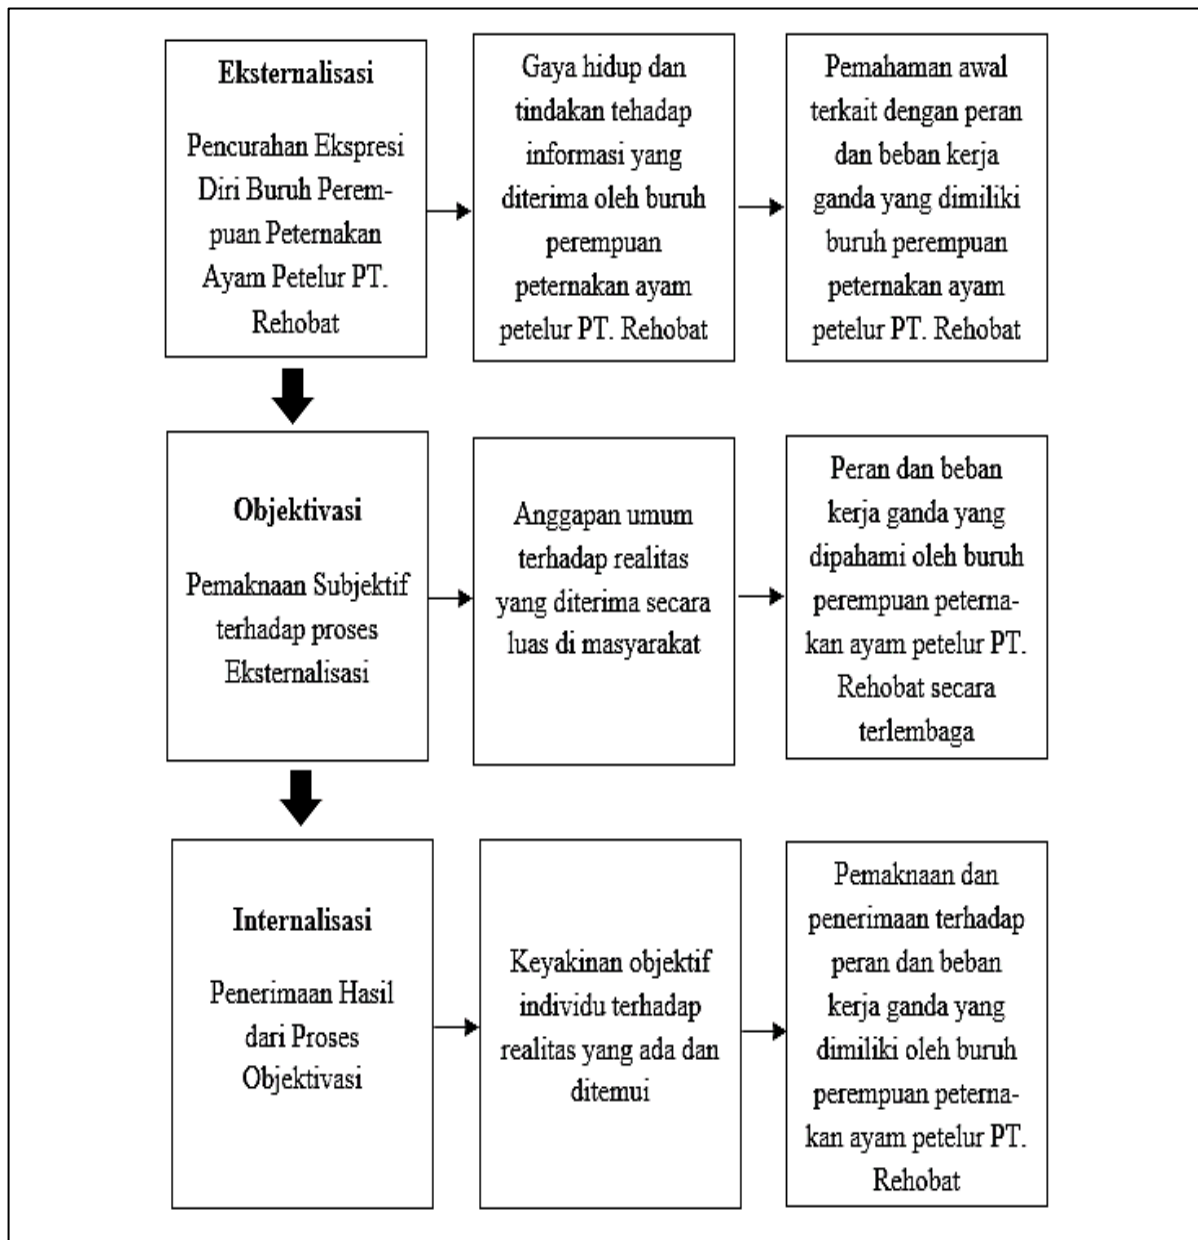 Eksternalisasi
Pencurahan Ekspresi
Diri Buruh Perem-
puan Peternakan
Ayam Petelur PT.
Rehobat
Gaya hidup dan
tindakan tehadap
informasi yang
diterima oleh buruh
perempuan
peternakan ayam
petelur PT. Rehobat
Pemahaman awal
terkait dengan peran
dan beban kerja
ganda yang dimiliki
buruh perempuan
peternakan ayam
petelur PT. Rehobat
Objektivasi
Pemaknaan Subjektif
terhadap proses
Eksternalisasi
Anggapan umum
terhadap realitas
yang diterima secara
luas di masyarakat
Peran dan beban
kerja ganda yang
dipahami oleh buruh
perempuan peterna-
kan ayam petelur PT.
Rehobat secara
terlembaga
Internalisasi
Penerimaan Hasil
dari Proses
Objektivasi
Keyakinan objektif
individu terhadap
realitas yang ada dan
ditemui
Pemaknaan dan
penerimaan terhadap
peran dan beban
kerja ganda yang
dimiliki oleh buruh
perempuan peterna-
kan ayam petelur PT.
Rehobat